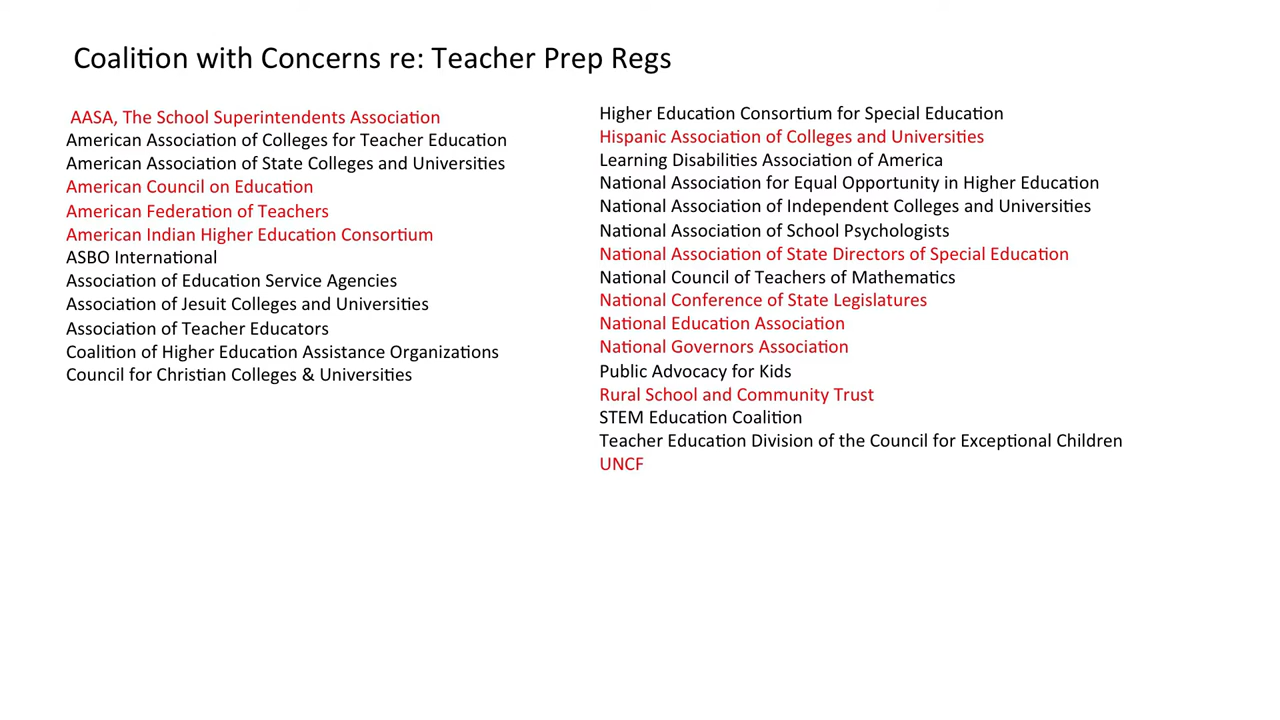 Coalition with Concerns re: Teacher Prep Regs
AASA, The School Superintendents Association
American Association of Colleges for Teacher Education
American Association of State Colleges and Universities
American Council on Education
American Federation of Teachers
American Indian Higher Education Consortium
ASBO International
Association of Education Service Agencies
Association of Jesuit Colleges and Universities
Association of Teacher Educators
Coalition of Higher Education Assistance Organizations
Council for Christian Colleges & Universities
Higher Education Consortium for Special Education
Hispanic Association of Colleges and Universities
Learning Disabilities Association of America
National Association for Equal Opportunity in Higher Education
National Association of Independent Colleges and Universities
National Association of School Psychologists
National Association of State Directors of Special Education
National Council of Teachers of Mathematics
National Conference of State Legislatures
National Education Association
National Governors Association
Public Advocacy for Kids
Rural School and Community Trust
STEM Education Coalition
Teacher Education Division of the Council for Exceptional Children
UNCF